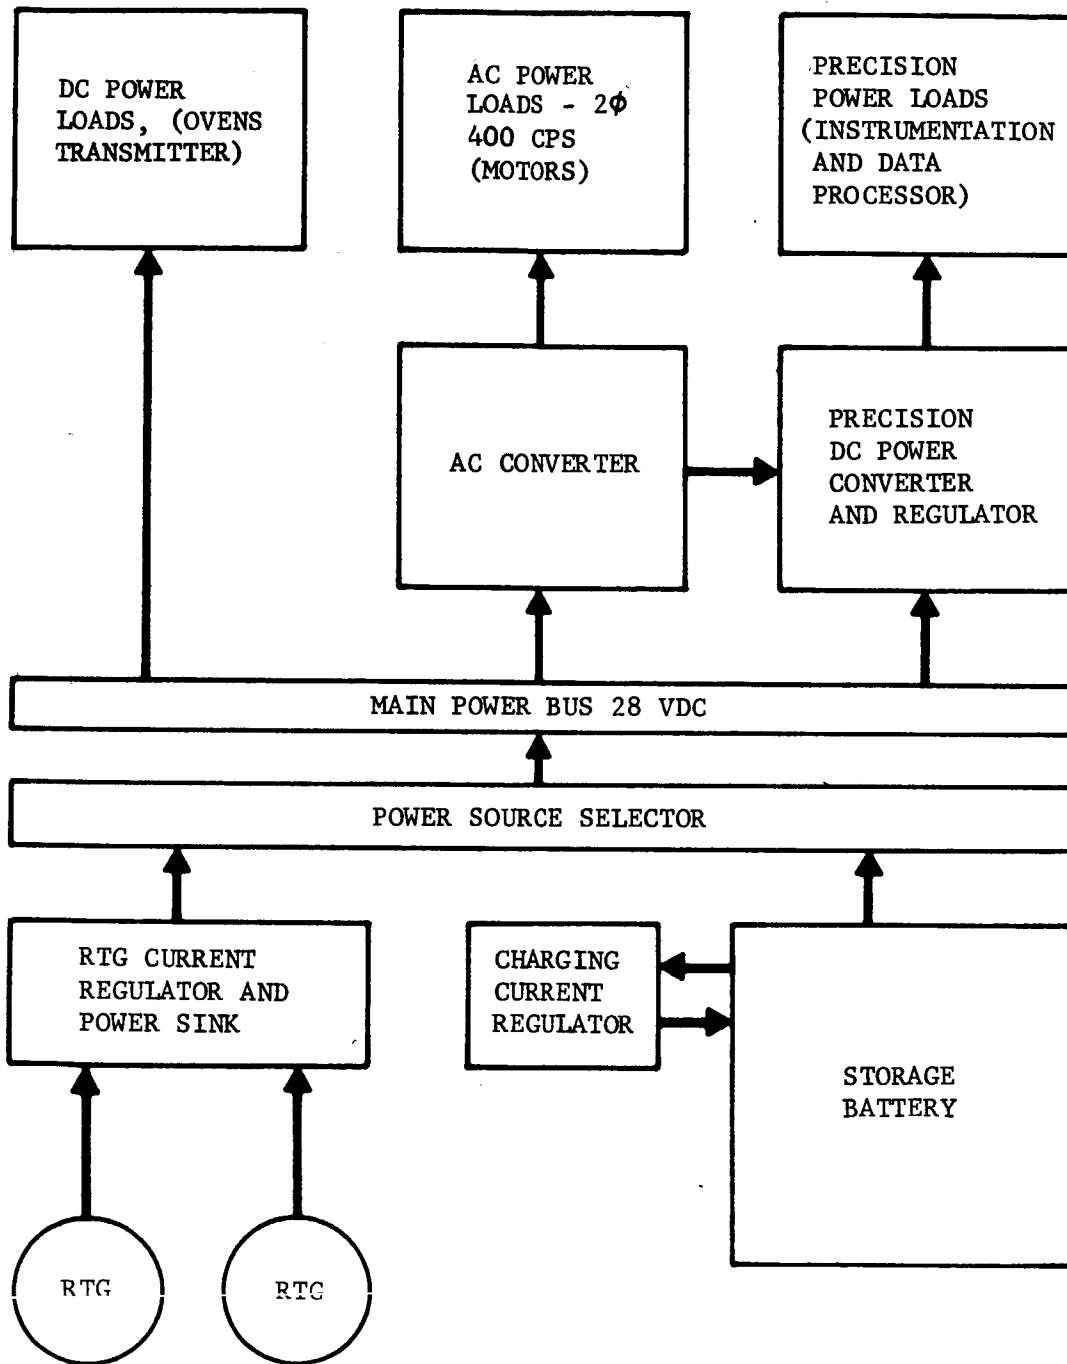 DC POWER
LOADS, (OVENS
TRANSMITTER)
AC POWER
LOADS - 2ϕ
400 CPS
(MOTORS)
PRECISION
POWER LOADS
(INSTRUMENTATION
AND DATA
PROCESSOR)
AC CONVERTER
PRECISION
DC POWER
CONVERTER
AND REGULATOR
MAIN POWER BUS 28 VDC
POWER SOURCE SELECTOR
RTG CURRENT
REGULATOR AND
POWER SINK
CHARGING
CURRENT
REGULATOR
STORAGE
BATTERY
RTG
RTG